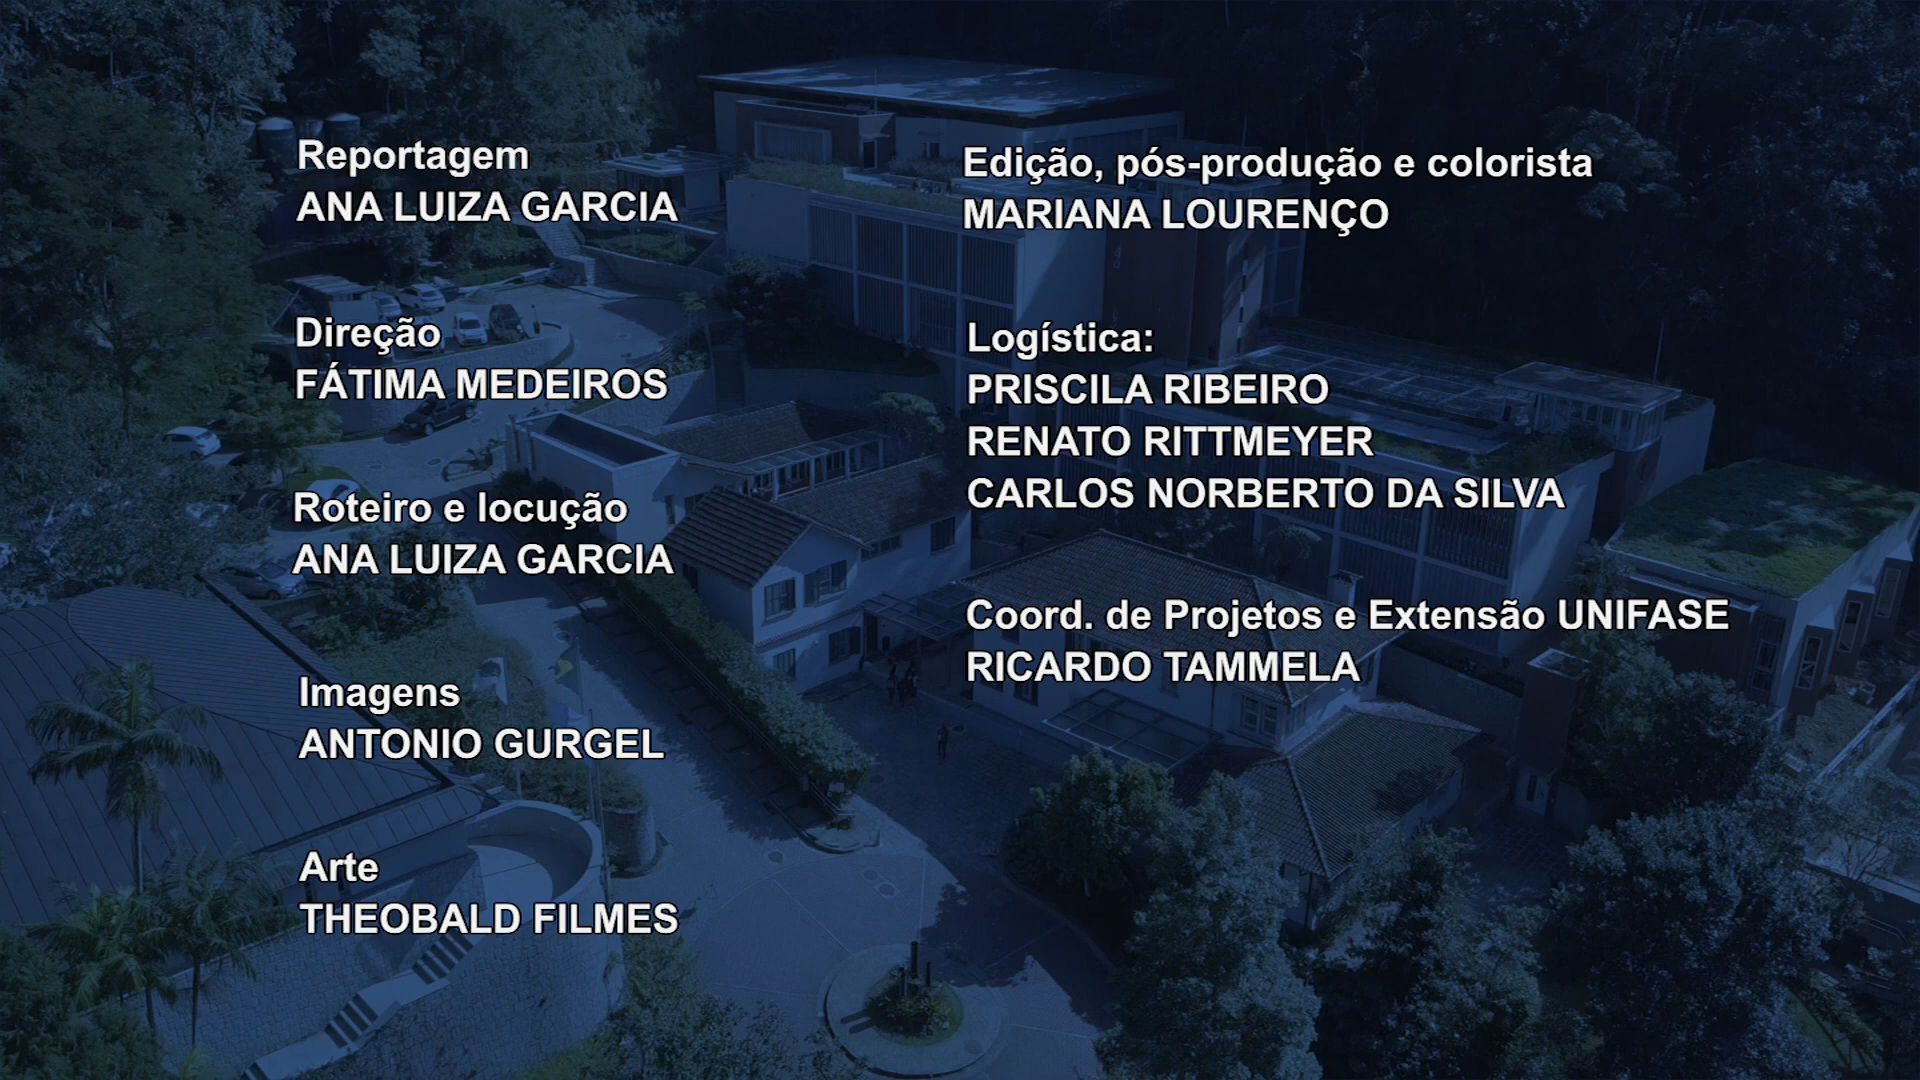 Reportagem
ANA LUIZA GARCIA
Direção
FÁTIMA MEDEIROS
Roteiro e locução
ANA LUIZA GARCIA
Imagens
ANTONIO GURGEL
Arte
THEOBALD FILMES
Edição, pós-produção e colorista
MARIANA LOURENÇO
Logística:
PRISCILA RIBEIRO
RENATO RITTMEYER
CARLOS NORBERTO DA SILVA
Coord. de Projetos e Extensão UNIFASE
RICARDO TAMMELA